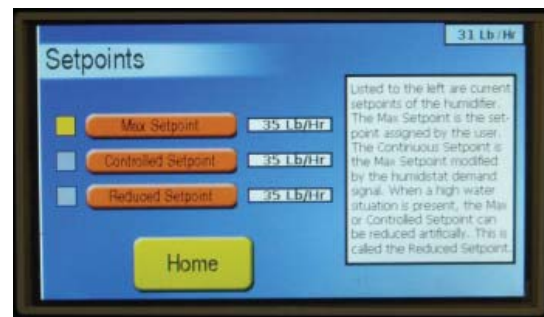 31 Lb/Hr
Setpoints
Max Setpoint 35 Lb/Hr
Controlled Setpoint 35 Lb/Hr
Reduced Setpoint 35 Lb/Hr
Home
Listed to the left are current
setpoints of the humidifier.
The Max Setpoint is the set-
point assigned by the user.
The Continuous Setpoint is
the Max Setpoint modified
by the humidistat demand
signal. When a high water
situation is present, the Max
or Controlled Setpoint can
be reduced artificially. This is
called the Reduced Setpoint.